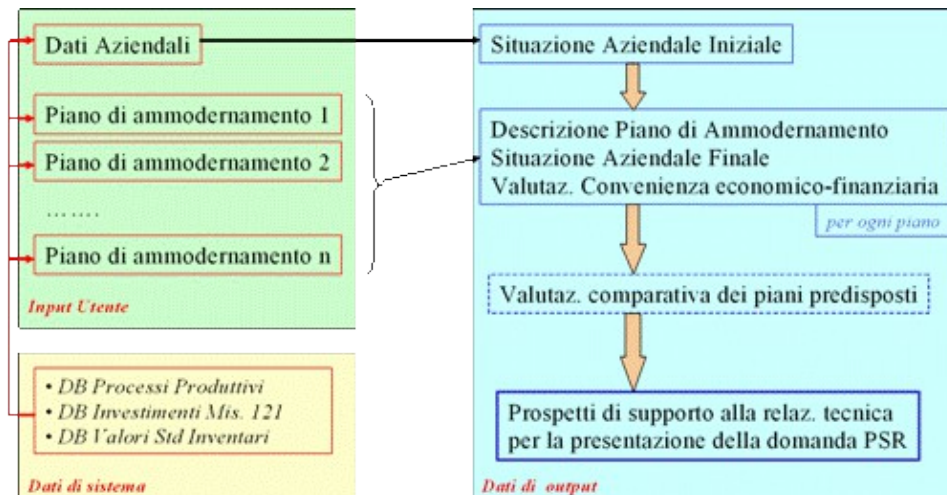 Dati Aziendali
Piano di ammodernamento 1
Piano di ammodernamento 2
.......
Piano di ammodernamento n
Input Utente
• DB Processi Produttivi
• DB Investimenti Mis. 121
• DB Valori Std Inventari
Dati di sistema
Situazione Aziendale Iniziale
Descrizione Piano di Ammodernamento
Situazione Aziendale Finale
Valutaz. Convenienza economico-finanziaria
per ogni piano
Valutaz. comparativa dei piani predisposti
Prospetti di supporto alla relaz. tecnica
per la presentazione della domanda PSR
Dati di output